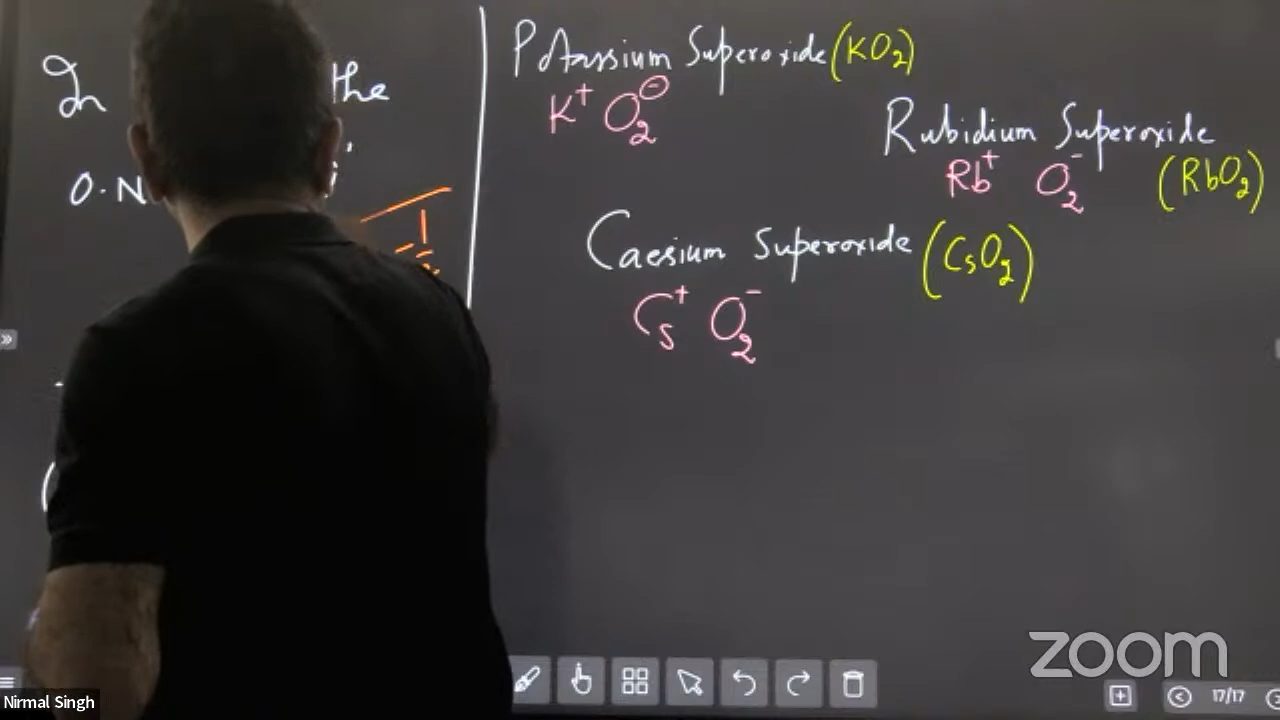 In the
O.N
Potassium Superoxide (KO2)
K+ O2⊖
Rubidium Superoxide
Rb+ O2- (RbO2)
Caesium Superoxide (CsO2)
Cs+ O2-
zoom
Nirmal Singh
17/17